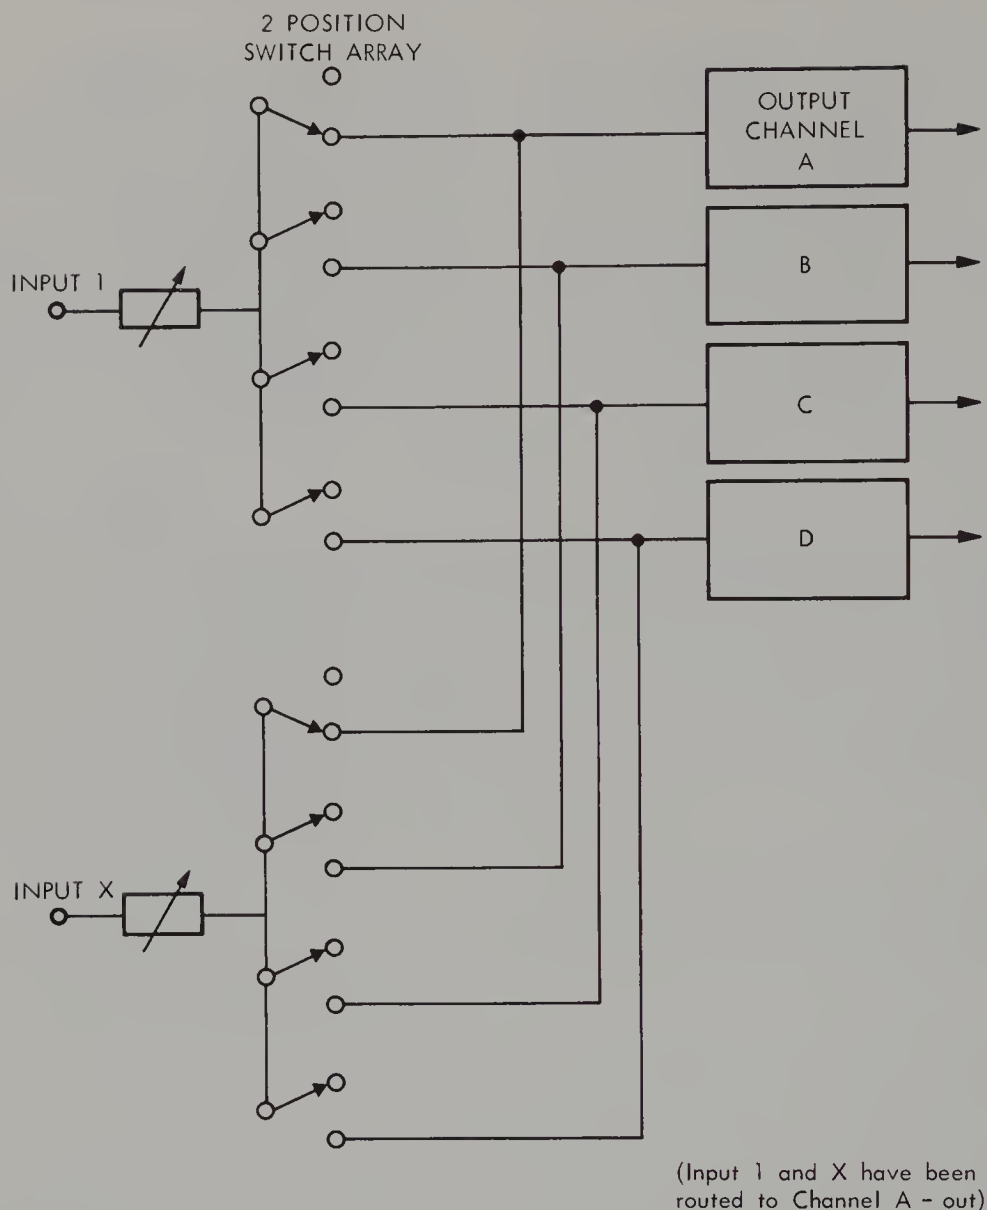 2 POSITION
SWITCH ARRAY
OUTPUT
CHANNEL
A
B
INPUT 1
C
D
INPUT X
(Input 1 and X have been
routed to Channel A - out)